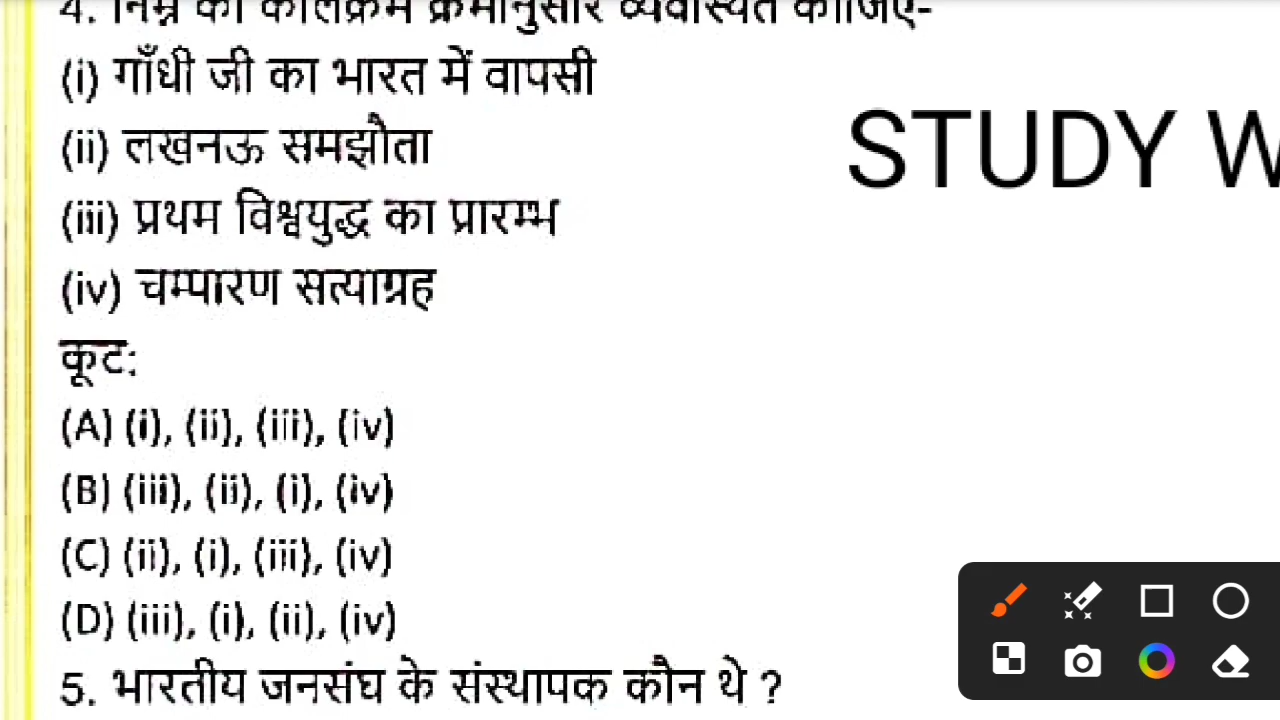 4. निम्न को कालक्रम क्रमानुसार व्यवस्थित कीजिए-
(i) गाँधी जी का भारत में वापसी
(ii) लखनऊ समझौता
STUDY W
(iii) प्रथम विश्वयुद्ध का प्रारम्भ
(iv) चम्पारण सत्याग्रह
कूट:
(A) (i), (ii), (iii), (iv)
(B) (iii), (ii), (i), (iv)
(C) (ii), (i), (iii), (iv)
(D) (iii), (i), (ii), (iv)
5. भारतीय जनसंघ के संस्थापक कौन थे ?